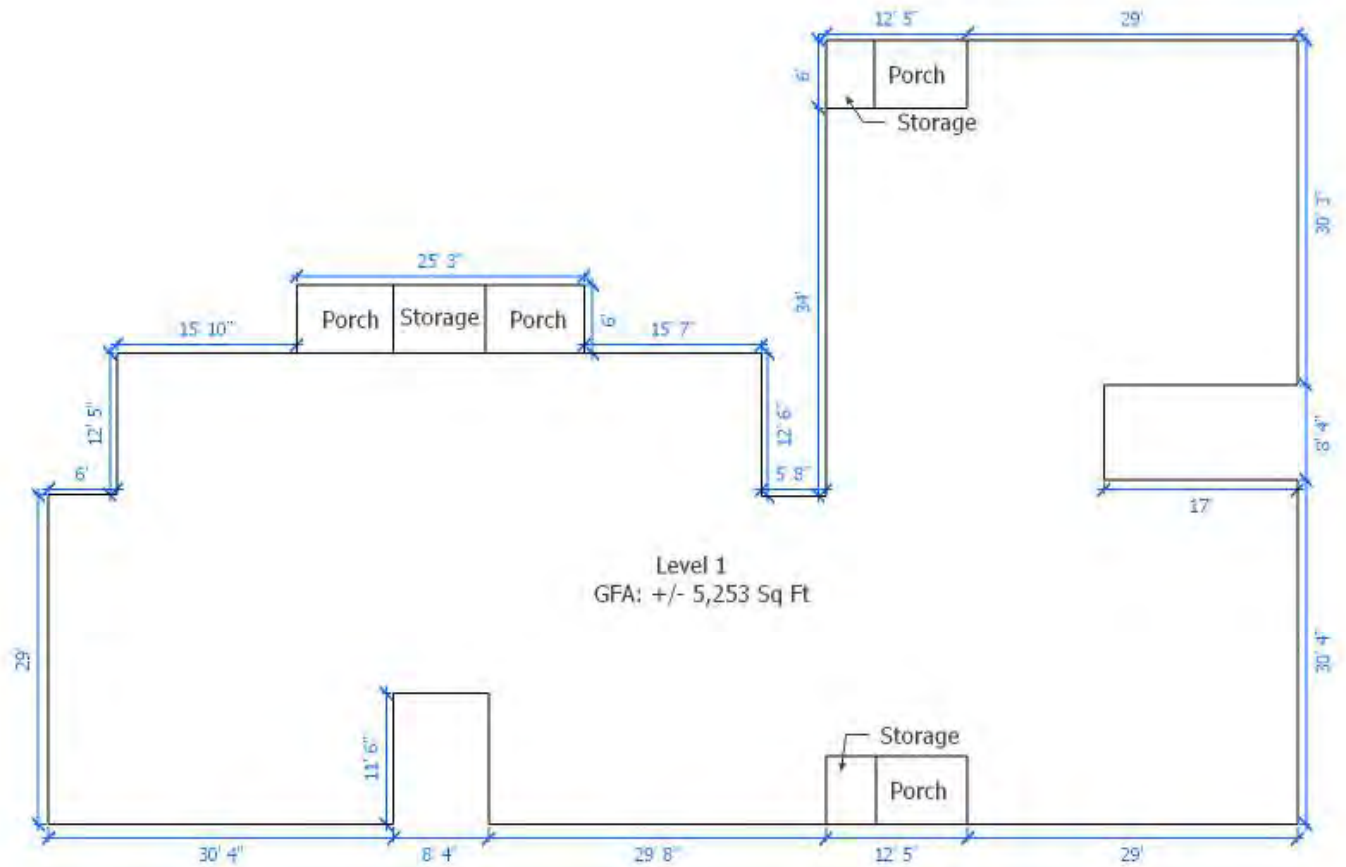 12' 5"
29'
6'
Porch
Storage
30' 3"
25' 3"
34'
Porch
Storage
Porch
6'
15' 10"
15' 7"
12' 5"
12' 6"
8' 4"
6'
5' 8"
17'
Level 1
GFA: +/- 5,253 Sq Ft
29'
30' 4"
Storage
11' 6"
Porch
30' 4"
8' 4"
29' 8"
12' 5"
29'